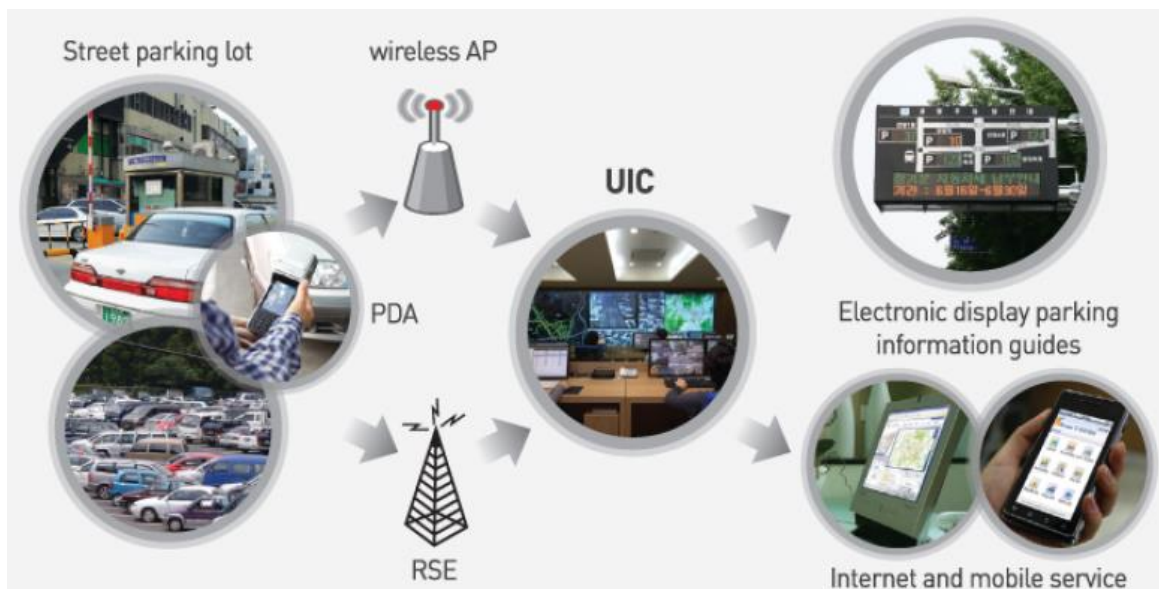 Street parking lot
wireless AP
UIC
PDA
Electronic display parking
information guides
RSE
Internet and mobile service